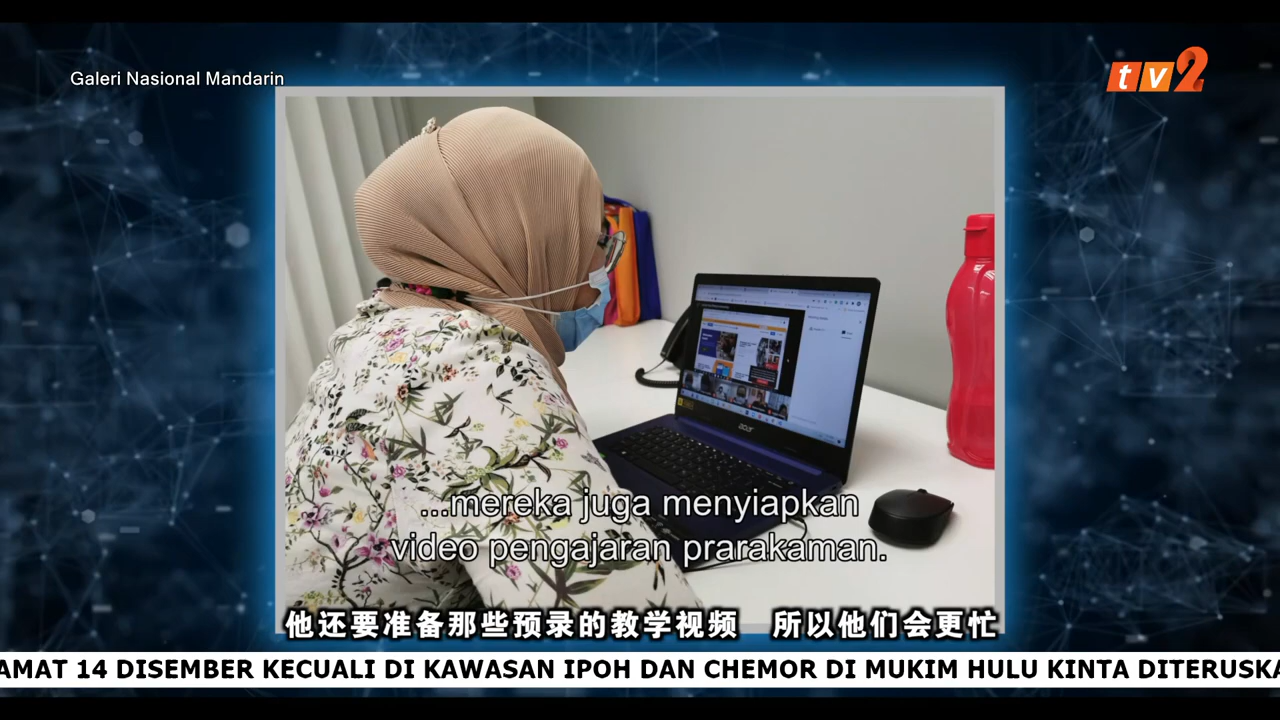 Galeri Nasional Mandarin
tv2
acer
...mereka juga menyiapkan
video pengajaran prarakaman.
他还要准备那些预录的教学视频 所以他们会更忙
AMAT 14 DISEMBER KECUALI DI KAWASAN IPOH DAN CHEMOR DI MUKIM HULU KINTA DITERUSKA